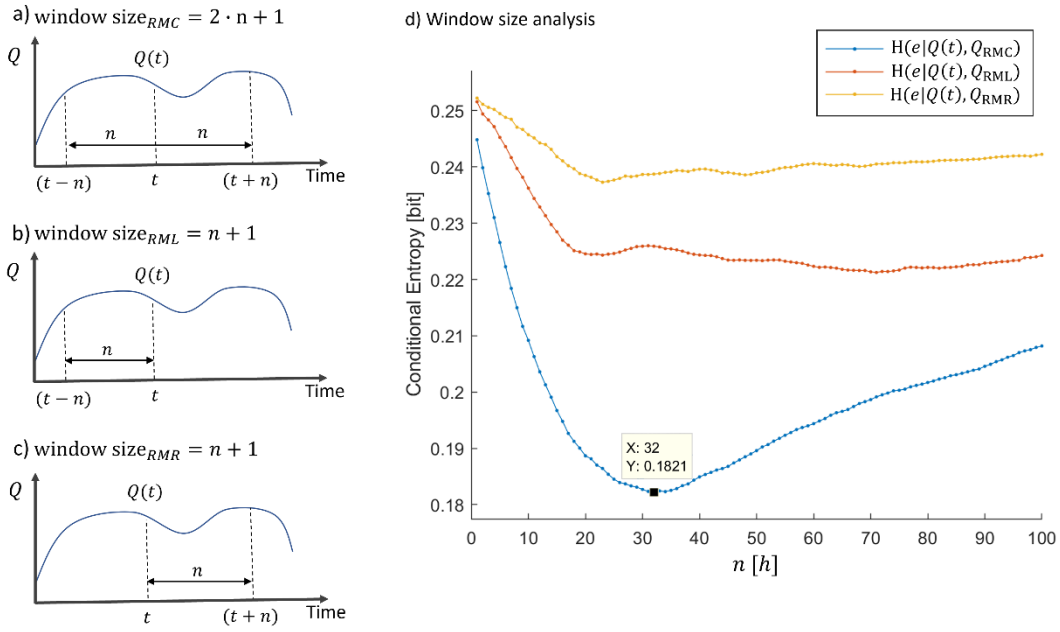 a) window size_RMC = 2 · n + 1
Q
Q(t)
n
n
(t − n)
t
(t + n)
Time
b) window size_RML = n + 1
Q
Q(t)
n
(t − n)
t
Time
c) window size_RMR = n + 1
Q
Q(t)
n
t
(t + n)
Time
d) Window size analysis
H(e|Q(t), Q_RMC)
H(e|Q(t), Q_RML)
H(e|Q(t), Q_RMR)
Conditional Entropy [bit]
0.25
0.24
0.23
0.22
0.21
0.2
0.19
0.18
X: 32
Y: 0.1821
0
10
20
30
40
50
60
70
80
90
100
n [h]